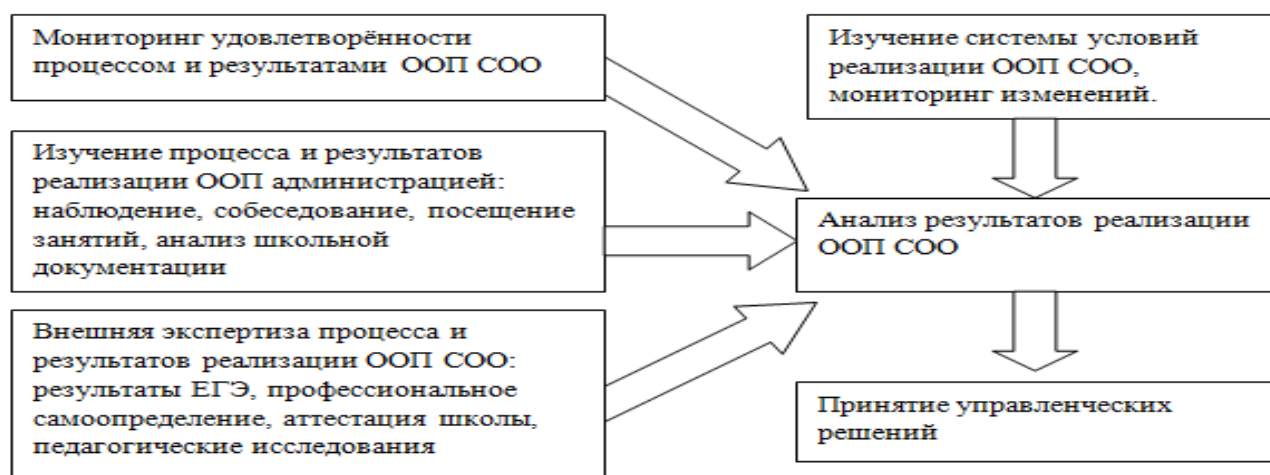 Мониторинг удовлетворённости
процессом и результатами ООП СОО
Изучение процесса и результатов
реализации ООП администрацией:
наблюдение, собеседование, посещение
занятий, анализ школьной
документации
Внешняя экспертиза процесса и
результатов реализации ООП СОО:
результаты ЕГЭ, профессиональное
самоопределение, аттестация школы,
педагогические исследования
Изучение системы условий
реализации ООП СОО,
мониторинг изменений.
Анализ результатов реализации
ООП СОО
Принятие управленческих
решений